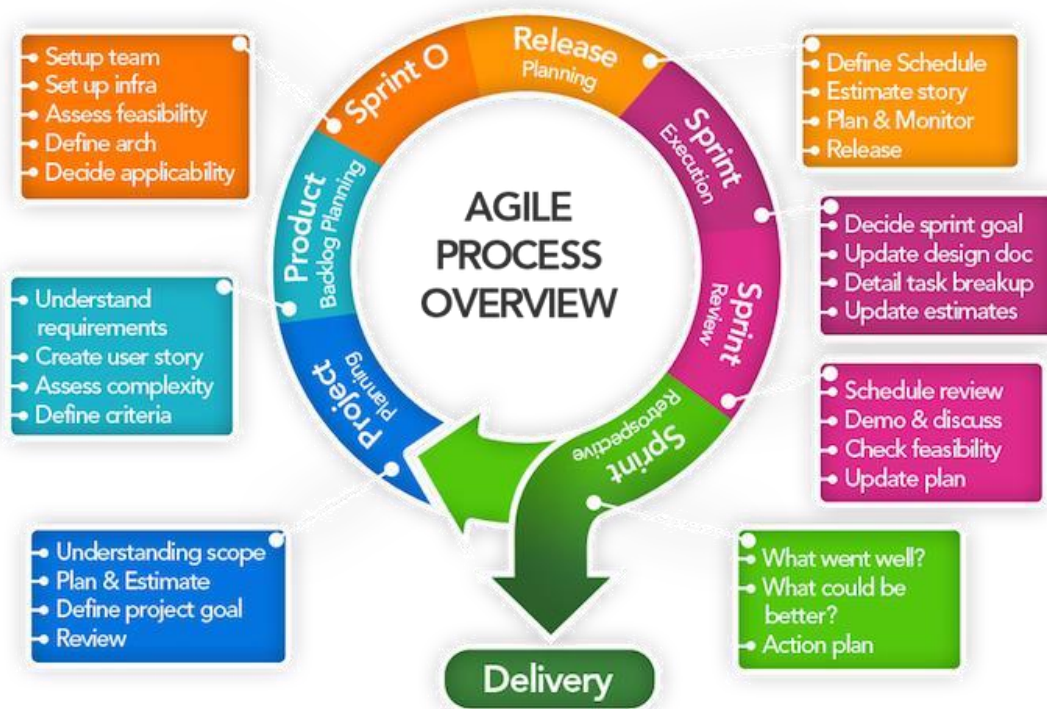 Setup team
Set up infra
Assess feasibility
Define arch
Decide applicability
Sprint O
Release
Planning
Define Schedule
Estimate story
Plan & Monitor
Release
Sprint
Execution
Decide sprint goal
Update design doc
Detail task breakup
Update estimates
Product
Backlog Planning
AGILE
PROCESS
OVERVIEW
Understand
requirements
Create user story
Assess complexity
Define criteria
Sprint
Review
Schedule review
Demo & discuss
Check feasibility
Update plan
Project
planning
Sprint
Retrospective
Understanding scope
Plan & Estimate
Define project goal
Review
What went well?
What could be
better?
Action plan
Delivery